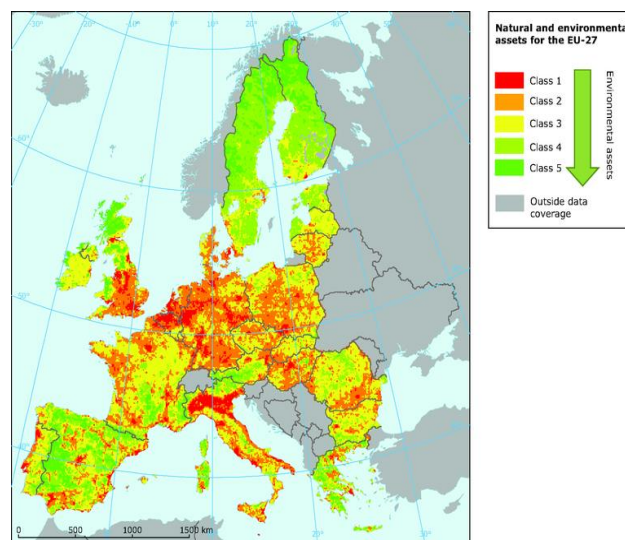 Natural and environmental
assets for the EU-27
Class 1
Class 2
Class 3
Class 4
Class 5
Environmental assets
Outside data
coverage
0 500 1000 1500 km